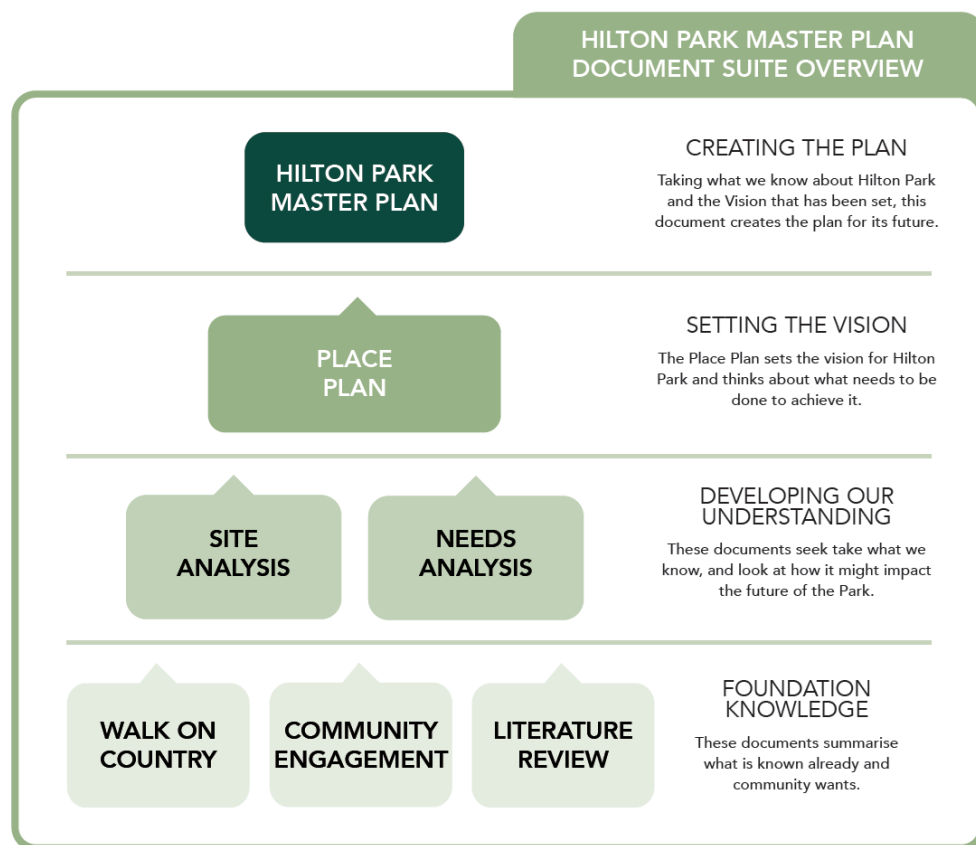 HILTON PARK MASTER PLAN
DOCUMENT SUITE OVERVIEW
HILTON PARK
MASTER PLAN
CREATING THE PLAN
Taking what we know about Hilton Park
and the Vision that has been set, this
document creates the plan for its future.
PLACE
PLAN
SETTING THE VISION
The Place Plan sets the vision for Hilton
Park and thinks about what needs to be
done to achieve it.
SITE
ANALYSIS
NEEDS
ANALYSIS
DEVELOPING OUR
UNDERSTANDING
These documents seek take what we
know, and look at how it might impact
the future of the Park.
WALK ON
COUNTRY
COMMUNITY
ENGAGEMENT
LITERATURE
REVIEW
FOUNDATION
KNOWLEDGE
These documents summarise
what is known already and
community wants.